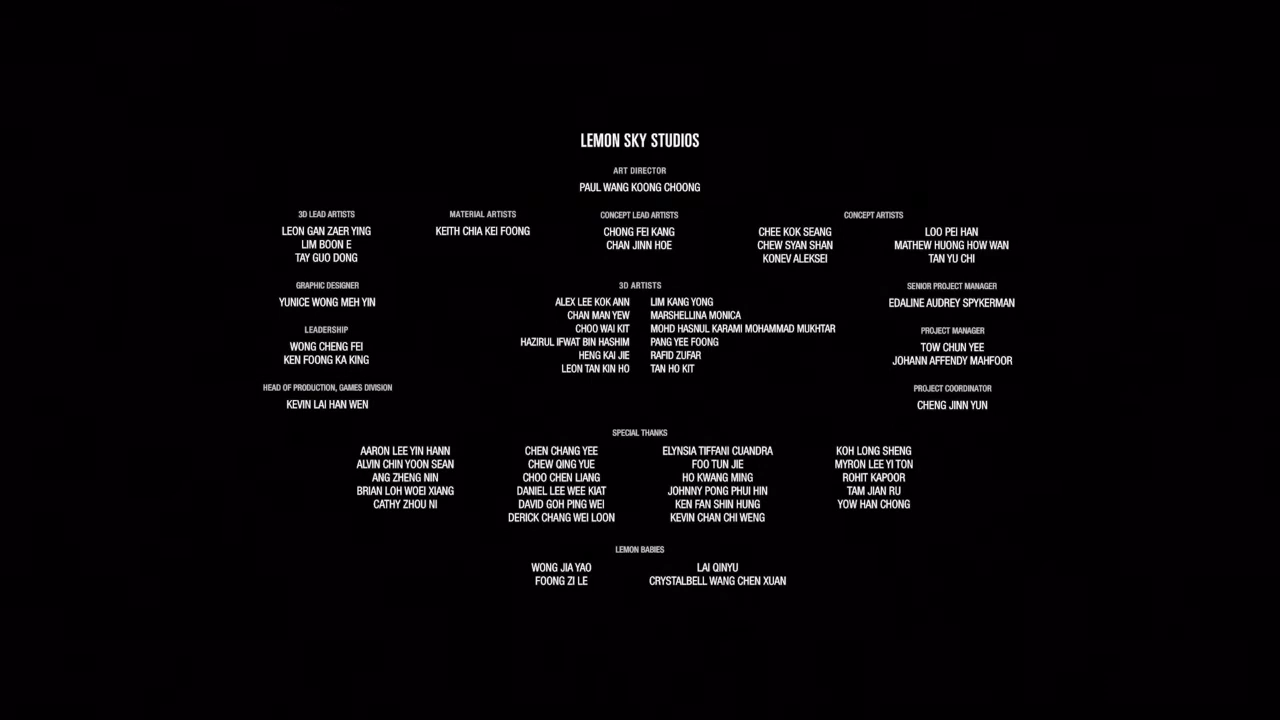 LEMON SKY STUDIOS
ART DIRECTOR
PAUL WANG KOONG CHOONG
3D LEAD ARTISTS
LEON GAN ZAER YING
LIM BOON E
TAY GUO DONG
MATERIAL ARTISTS
KEITH CHIA KEI FOONG
CONCEPT LEAD ARTISTS
CHONG FEI KANG
CHAN JINN HOE
CONCEPT ARTISTS
CHEE KOK SEANG
CHEW SYAN SHAN
KONEV ALEKSEI
LOO PEI HAN
MATHEW HUONG HOW WAN
TAN YU CHI
GRAPHIC DESIGNER
YUNICE WONG MEH YIN
LEADERSHIP
WONG CHENG FEI
KEN FOONG KA KING
HEAD OF PRODUCTION, GAMES DIVISION
KEVIN LAI HAN WEN
3D ARTISTS
ALEX LEE KOK ANN
CHAN MAN YEW
CHOO WAI KIT
HAZIRUL IFWAT BIN HASHIM
HENG KAI JIE
LEON TAN KIN HO
LIM KANG YONG
MARSHELLINA MONICA
MOHD HASNUL KARAMI MOHAMMAD MUKHTAR
PANG YEE FOONG
RAFID ZUFAR
TAN HO KIT
SENIOR PROJECT MANAGER
EDALINE AUDREY SPYKERMAN
PROJECT MANAGER
TOW CHUN YEE
JOHANN AFFENDY MAHFOOR
PROJECT COORDINATOR
CHENG JINN YUN
SPECIAL THANKS
AARON LEE YIN HANN
ALVIN CHIN YOON SEAN
ANG ZHENG NIN
BRIAN LOH WOEI XIANG
CATHY ZHOU NI
CHEN CHANG YEE
CHEW QING YUE
CHOO CHEN LIANG
DANIEL LEE WEE KIAT
DAVID GOH PING WEI
DERICK CHANG WEI LOON
ELYNSIA TIFFANI CUANDRA
FOO TUN JIE
HO KWANG MING
JOHNNY PONG PHUI HIN
KEN FAN SHIN HUNG
KEVIN CHAN CHI WENG
KOH LONG SHENG
MYRON LEE YI TON
ROHIT KAPOOR
TAM JIAN RU
YOW HAN CHONG
LEMON BABIES
WONG JIA YAO
FOONG ZI LE
LAI QINYU
CRYSTALBELL WANG CHEN XUAN